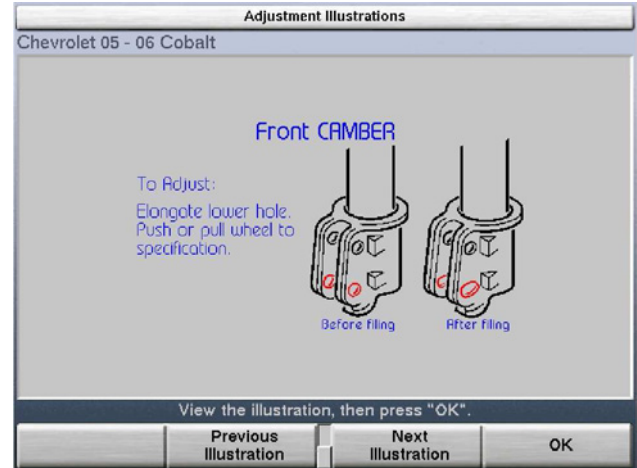 Adjustment Illustrations
Chevrolet 05 - 06 Cobalt
Front CAMBER
To Adjust:
Elongate lower hole.
Push or pull wheel to
specification.
Before filing
After filing
View the illustration, then press "OK".
Previous
Illustration
Next
Illustration
OK